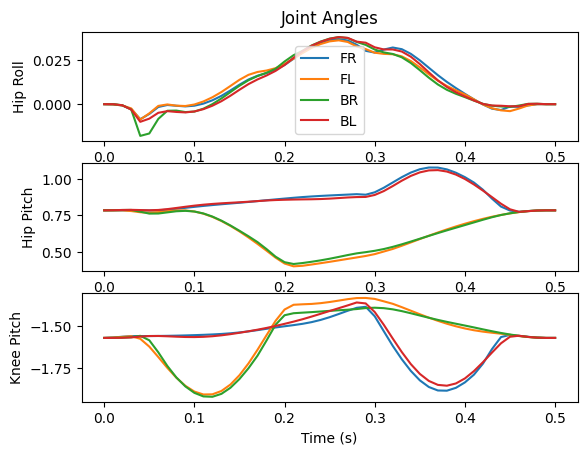 Joint Angles
Hip Roll
0.025
0.000
FR
FL
BR
BL
0.0 0.1 0.2 0.3 0.4 0.5
Hip Pitch
1.00
0.75
0.50
0.0 0.1 0.2 0.3 0.4 0.5
Knee Pitch
−1.50
−1.75
0.0 0.1 0.2 0.3 0.4 0.5
Time (s)